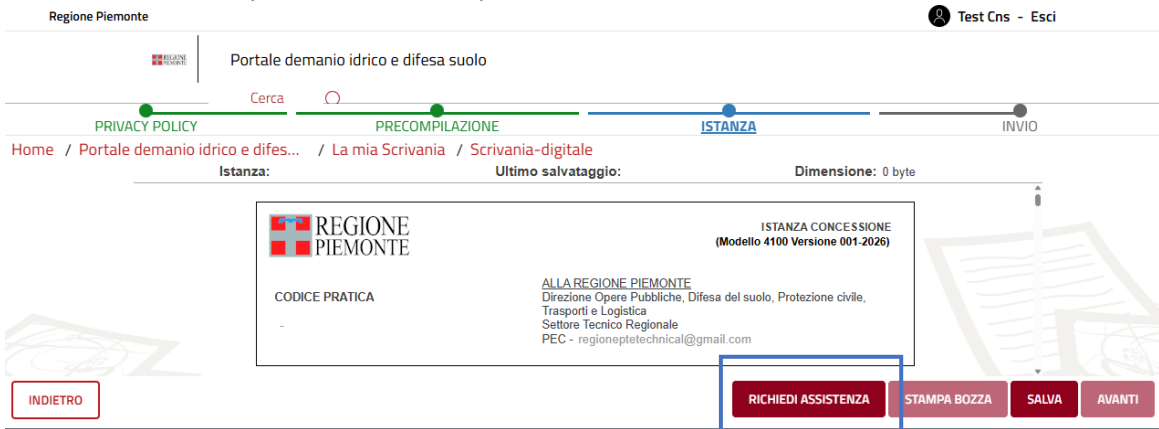 Regione Piemonte
Test Cns - Esci
REGIONE
PIEMONTE
Portale demanio idrico e difesa suolo
Cerca
PRIVACY POLICY
PRECOMPILAZIONE
ISTANZA
INVIO
Home / Portale demanio idrico e difes... / La mia Scrivania / Scrivania-digitale
Istanza:
Ultimo salvataggio:
Dimensione: 0 byte
REGIONE
PIEMONTE
ISTANZA CONCESSIONE
(Modello 4100 Versione 001-2026)
CODICE PRATICA
-
ALLA REGIONE PIEMONTE
Direzione Opere Pubbliche, Difesa del suolo, Protezione civile,
Trasporti e Logistica
Settore Tecnico Regionale
PEC - regioneptetechnical@gmail.com
INDIETRO
RICHIEDI ASSISTENZA
STAMPA BOZZA
SALVA
AVANTI